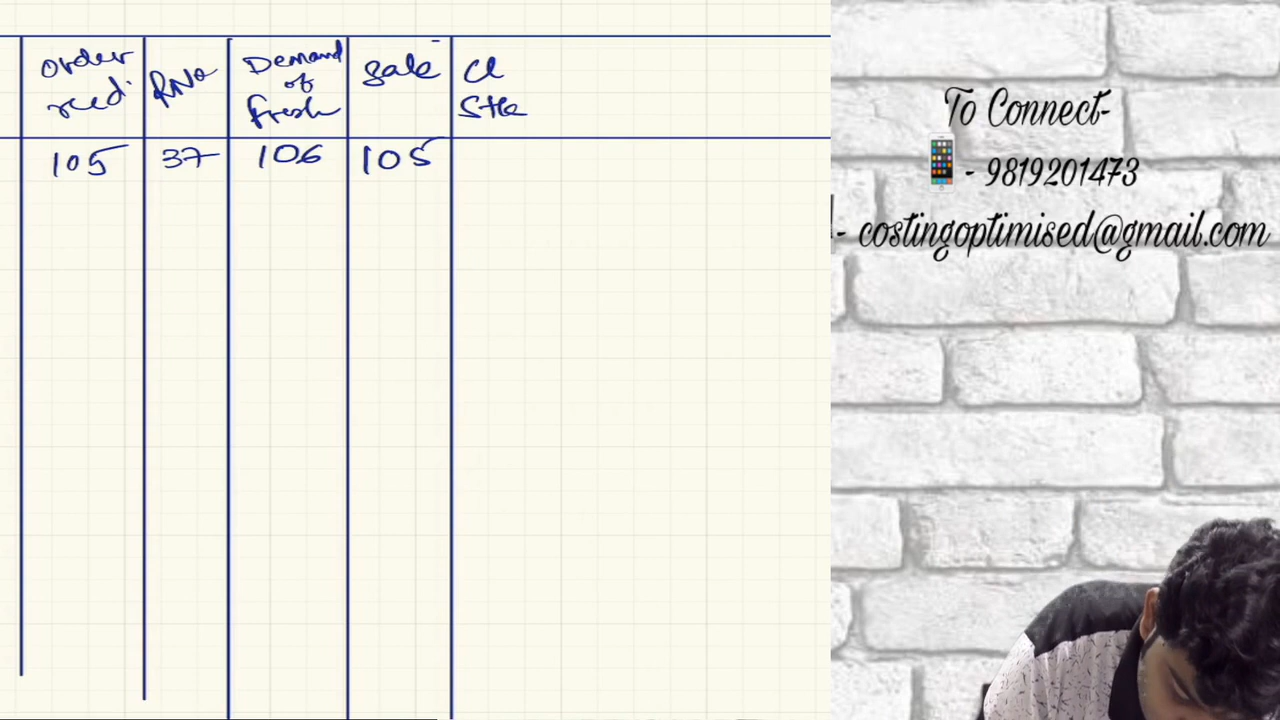 Order recd.
RNo
Demand of Fresh
Sale
Cl Stk
105 37 106 105
To Connect-
- 9819201473
- costingoptimised@gmail.com